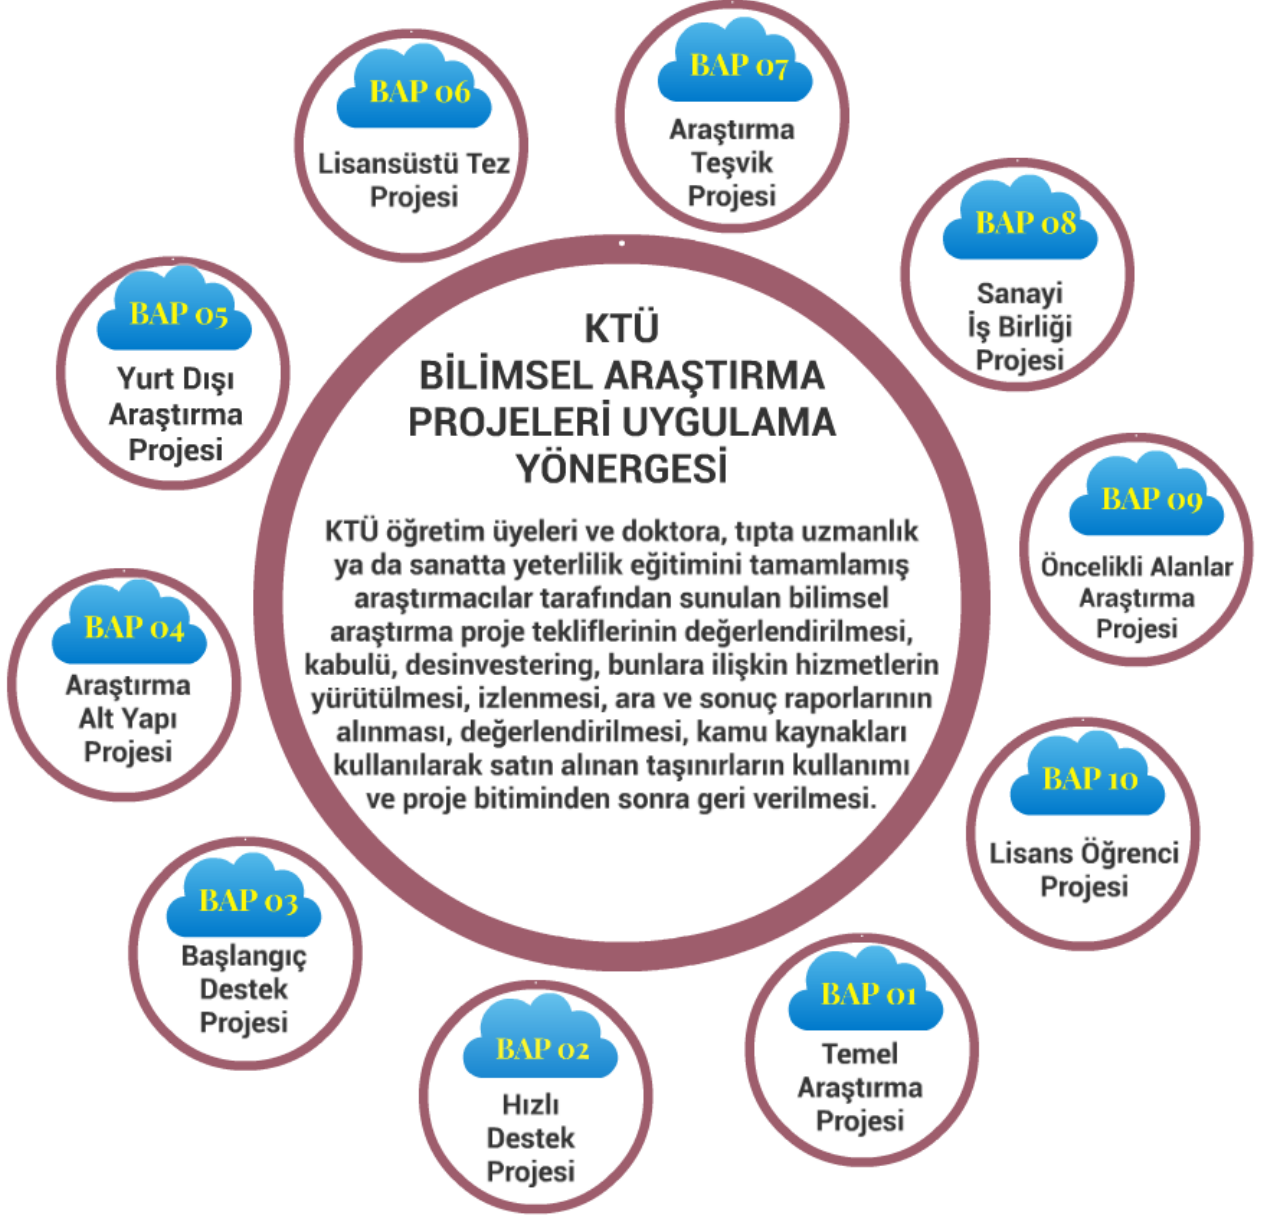 BAP 06
Lisansüstü Tez
Projesi
BAP 07
Araştırma
Teşvik
Projesi
BAP 08
Sanayi
İş Birliği
Projesi
BAP 05
Yurt Dışı
Araştırma
Projesi
KTÜ
BİLİMSEL ARAŞTIRMA
PROJELERİ UYGULAMA
YÖNERGESİ
KTÜ öğretim üyeleri ve doktora, tıpta uzmanlık
ya da sanatta yeterlilik eğitimini tamamlamış
araştırmacılar tarafından sunulan bilimsel
araştırma proje tekliflerinin değerlendirilmesi,
kabulü, desinvestering, bunlara ilişkin hizmetlerin
yürütülmesi, izlenmesi, ara ve sonuç raporlarının
alınması, değerlendirilmesi, kamu kaynakları
kullanılarak satın alınan taşınırların kullanımı
ve proje bitiminden sonra geri verilmesi.
BAP 09
Öncelikli Alanlar
Araştırma
Projesi
BAP 04
Araştırma
Alt Yapı
Projesi
BAP 10
Lisans Öğrenci
Projesi
BAP 03
Başlangıç
Destek
Projesi
BAP 02
Hızlı
Destek
Projesi
BAP 01
Temel
Araştırma
Projesi